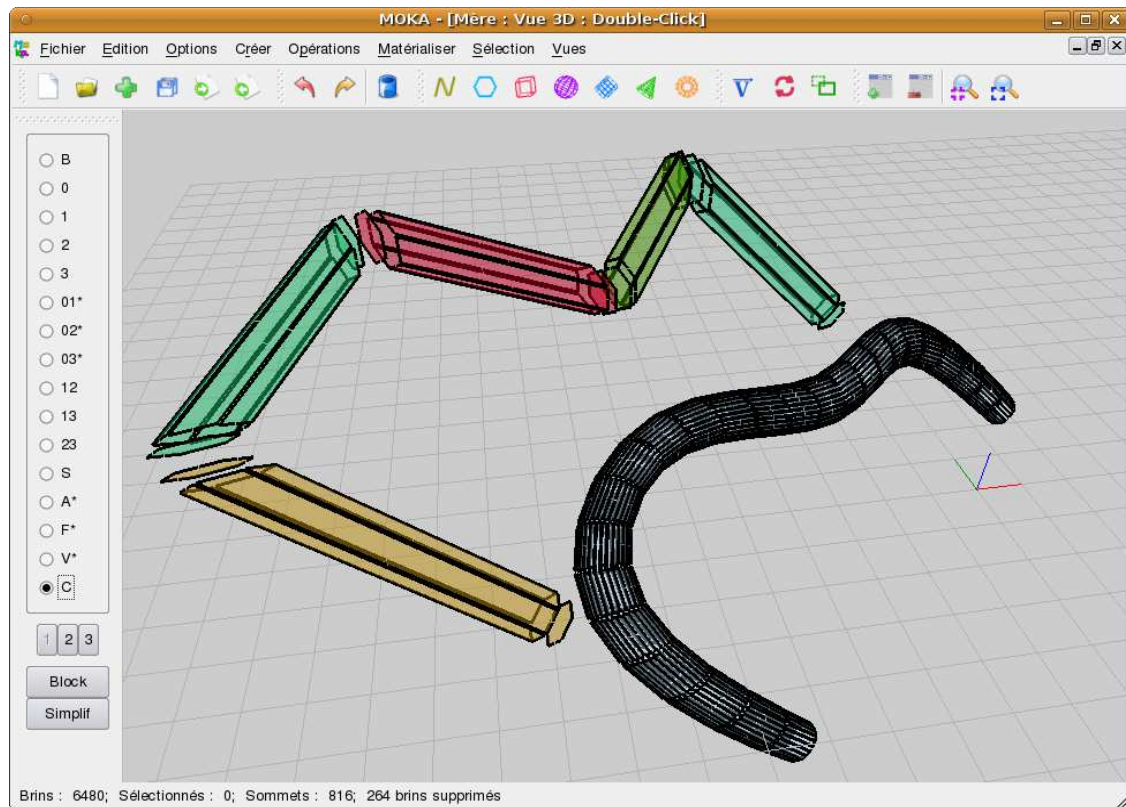 MOKA - [Mère : Vue 3D : Double-Click]
Fichier Edition Options Créer Opérations Matérialiser Sélection Vues
V
B
0
1
2
3
01*
02*
03*
12
13
23
S
A*
F*
V*
C
1 2 3
Block
Simplif
Brins : 6480; Sélectionnés : 0; Sommets : 816; 264 brins supprimés